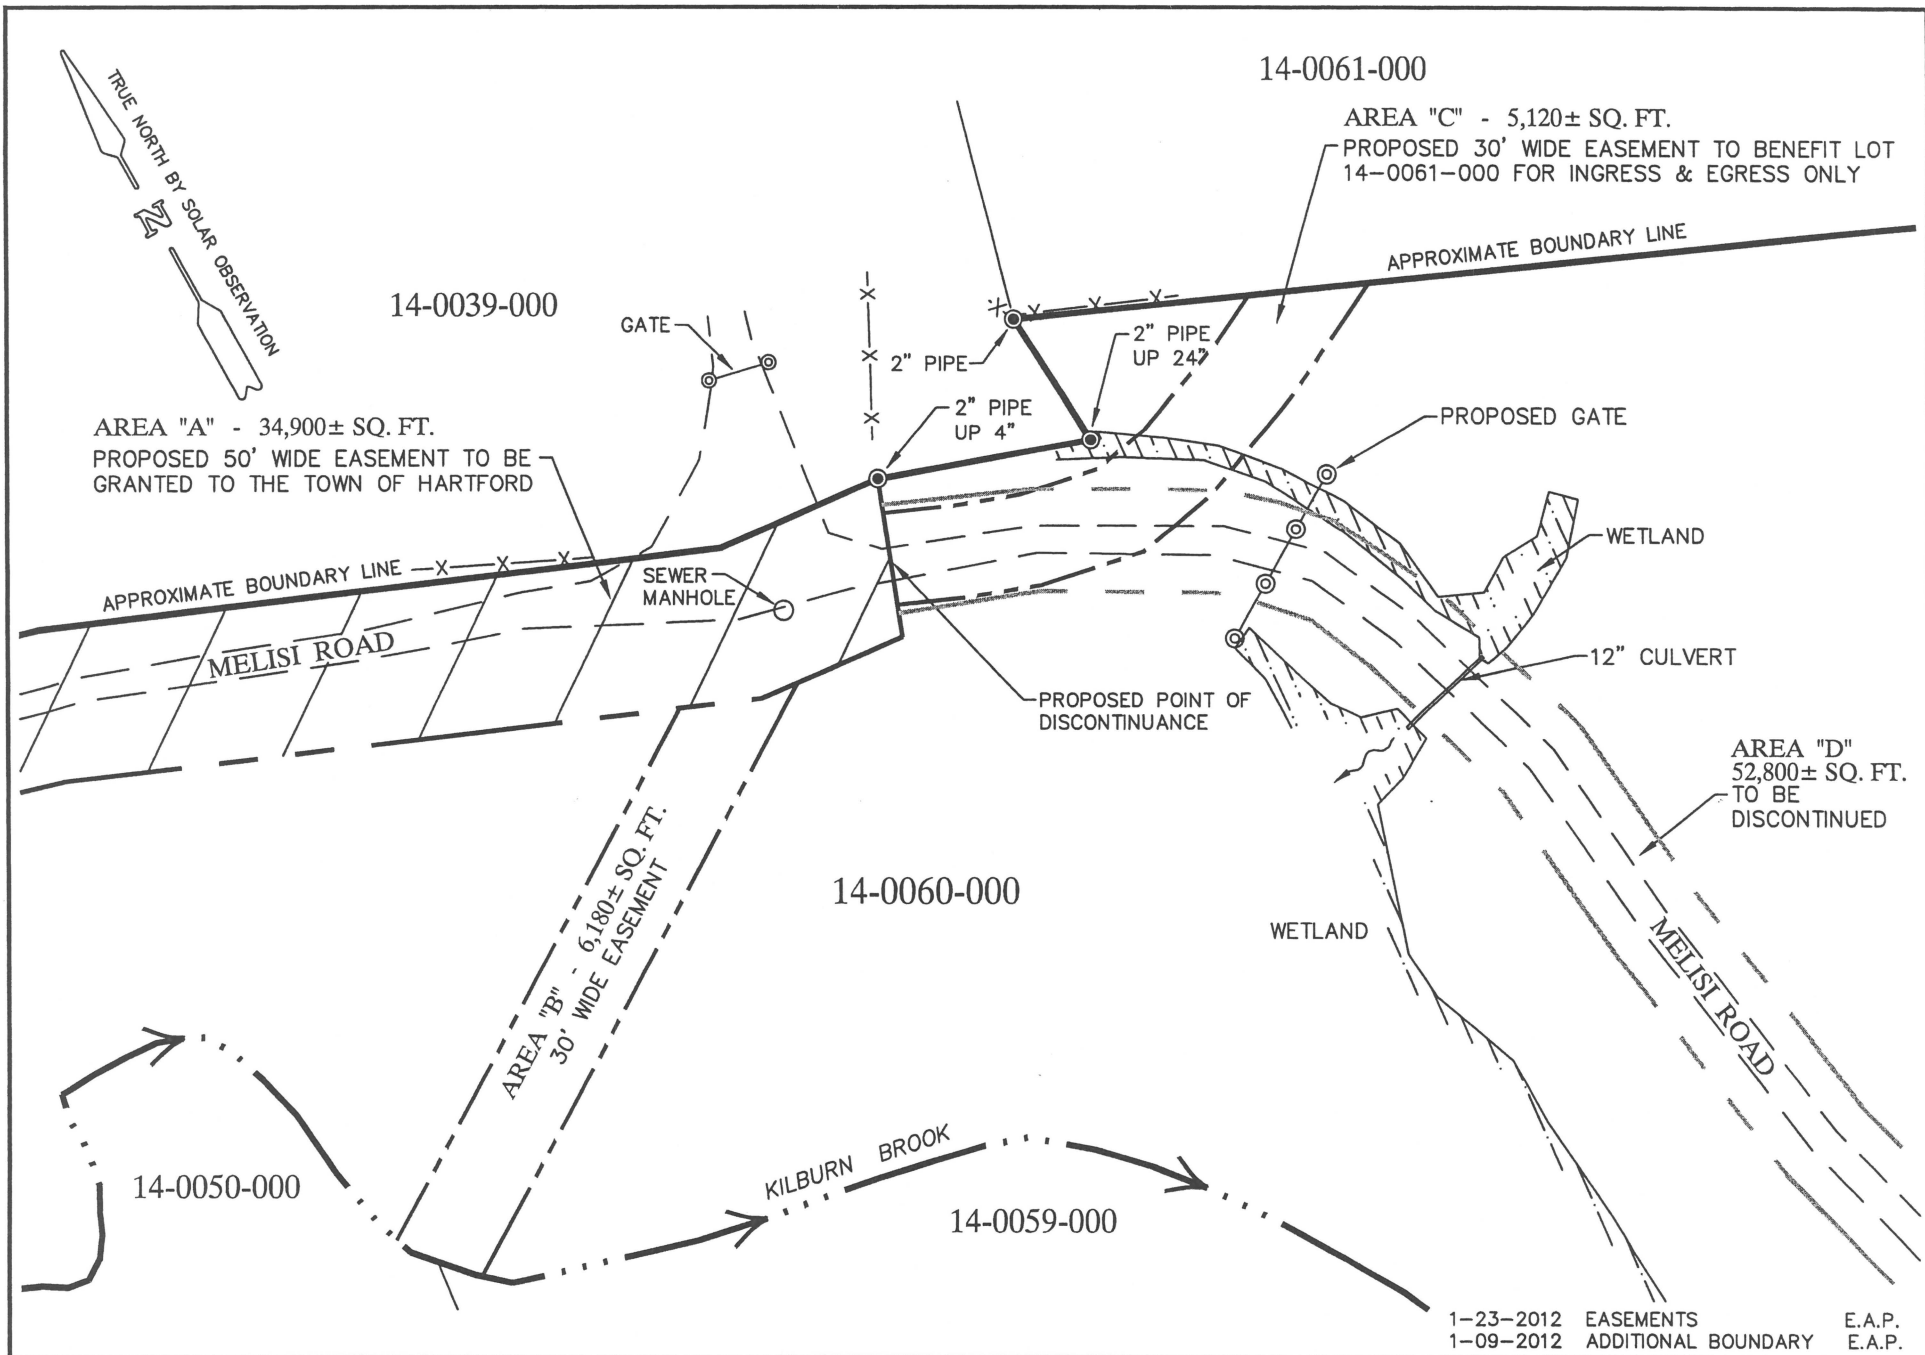 14-0061-000
AREA "C" - 5,120± SQ. FT.
PROPOSED 30' WIDE EASEMENT TO BENEFIT LOT
14-0061-000 FOR INGRESS & EGRESS ONLY
TRUE NORTH BY SOLAR OBSERVATION
N
APPROXIMATE BOUNDARY LINE
14-0039-000
GATE
2" PIPE
2" PIPE
UP 24"
2" PIPE
UP 4"
PROPOSED GATE
AREA "A" - 34,900± SQ. FT.
PROPOSED 50' WIDE EASEMENT TO BE
GRANTED TO THE TOWN OF HARTFORD
WETLAND
APPROXIMATE BOUNDARY LINE
SEWER
MANHOLE
MELISI ROAD
12" CULVERT
PROPOSED POINT OF
DISCONTINUANCE
AREA "D"
52,800± SQ. FT.
TO BE
DISCONTINUED
AREA "B" - 6,180± SQ. FT.
30' WIDE EASEMENT
14-0060-000
WETLAND
MELISI ROAD
KILBURN BROOK
14-0050-000
14-0059-000
1-23-2012 EASEMENTS E.A.P.
1-09-2012 ADDITIONAL BOUNDARY E.A.P.